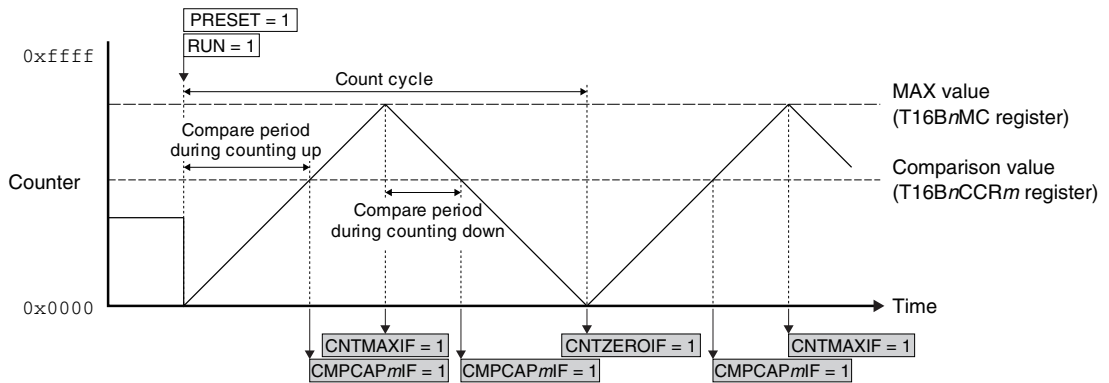 PRESET = 1
RUN = 1
0xffff
Count cycle
MAX value
(T16BnMC register)
Compare period
during counting up
Comparison value
(T16BnCCRm register)
Counter
Compare period
during counting down
0x0000
Time
CNTMAXIF = 1
CNTZEROIF = 1
CNTMAXIF = 1
CMPCAPmIF = 1
CMPCAPmIF = 1
CMPCAPmIF = 1